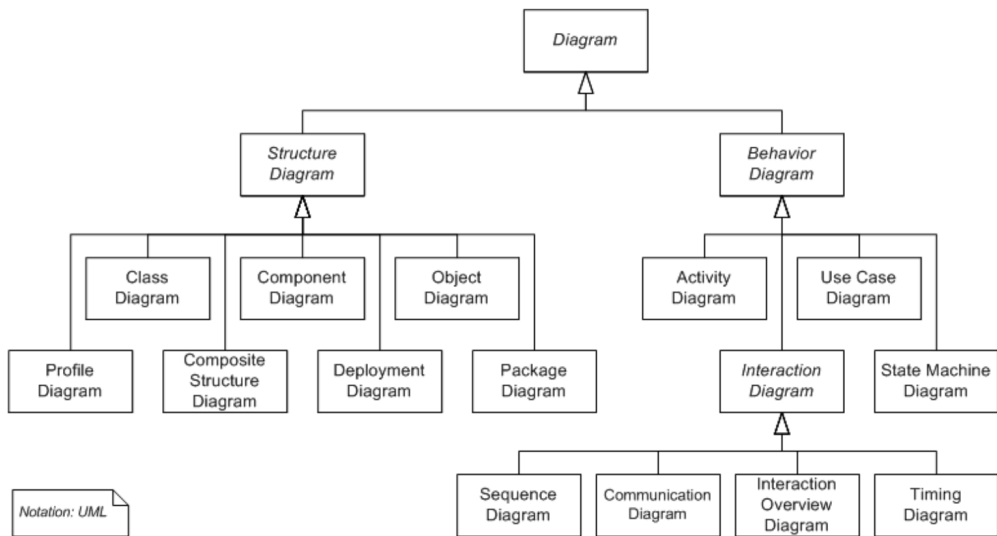 Diagram
Structure
Diagram
Behavior
Diagram
Class
Diagram
Component
Diagram
Object
Diagram
Activity
Diagram
Use Case
Diagram
Profile
Diagram
Composite
Structure
Diagram
Deployment
Diagram
Package
Diagram
Interaction
Diagram
State Machine
Diagram
Sequence
Diagram
Communication
Diagram
Interaction
Overview
Diagram
Timing
Diagram
Notation: UML